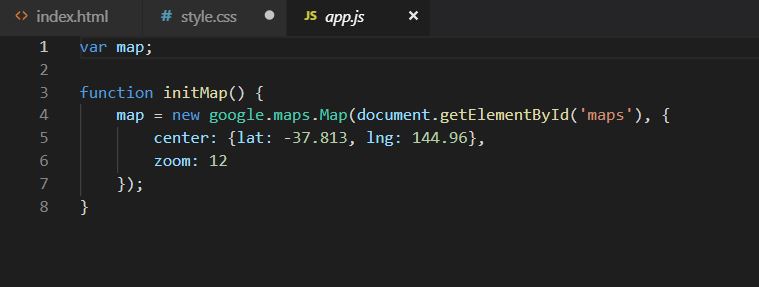 <> index.html # style.css ● JS app.js ×
1 var map;
2
3 function initMap() {
4     map = new google.maps.Map(document.getElementById('maps'), {
5         center: {lat: -37.813, lng: 144.96},
6         zoom: 12
7     });
8 }